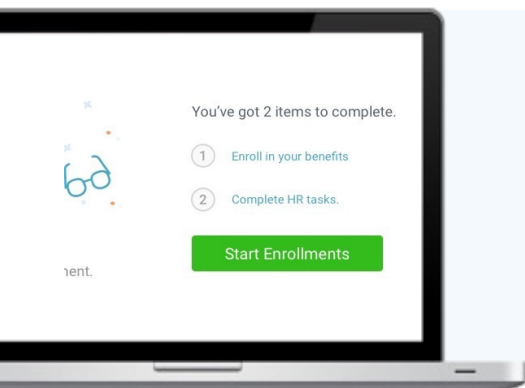 You've got 2 items to complete.
1 Enroll in your benefits
2 Complete HR tasks.
Start Enrollments